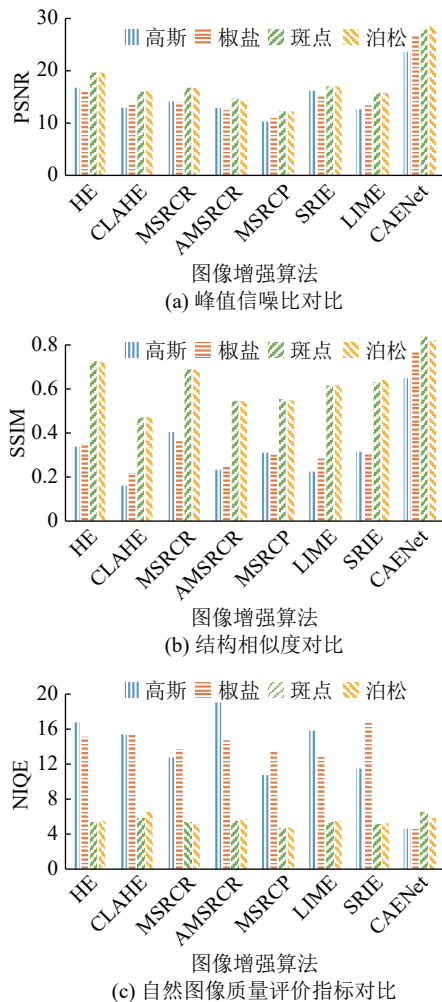 高斯 椒盐 斑点 泊松
30
20
10
0
PSNR
HE CLAHE MSRCR AMSRCR MSRCP SRIE LIME CAENet
图像增强算法
(a) 峰值信噪比对比
高斯 椒盐 斑点 泊松
0.8
0.6
0.4
0.2
0
SSIM
HE CLAHE MSRCR AMSRCR MSRCP LIME SRIE CAENet
图像增强算法
(b) 结构相似度对比
高斯 椒盐 斑点 泊松
20
16
12
8
4
0
NIQE
HE CLAHE MSRCR AMSRCR MSRCP LIME SRIE CAENet
图像增强算法
(c) 自然图像质量评价指标对比